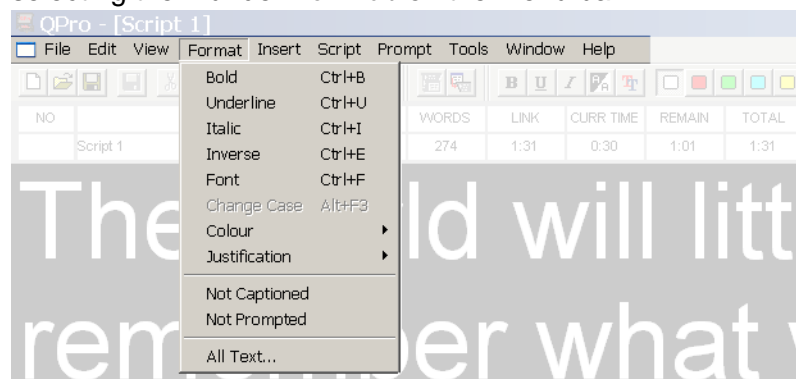 QPro - [Script 1]
File Edit View Format Insert Script Prompt Tools Window Help
B U I
NO WORDS LINK CURR TIME REMAIN TOTAL
Script 1 274 1:31 0:30 1:01 1:31
Bold Ctrl+B
Underline Ctrl+U
Italic Ctrl+I
Inverse Ctrl+E
Font Ctrl+F
Change Case Alt+F3
Colour
Justification
Not Captioned
Not Prompted
All Text...
The ld will litt
rem er what